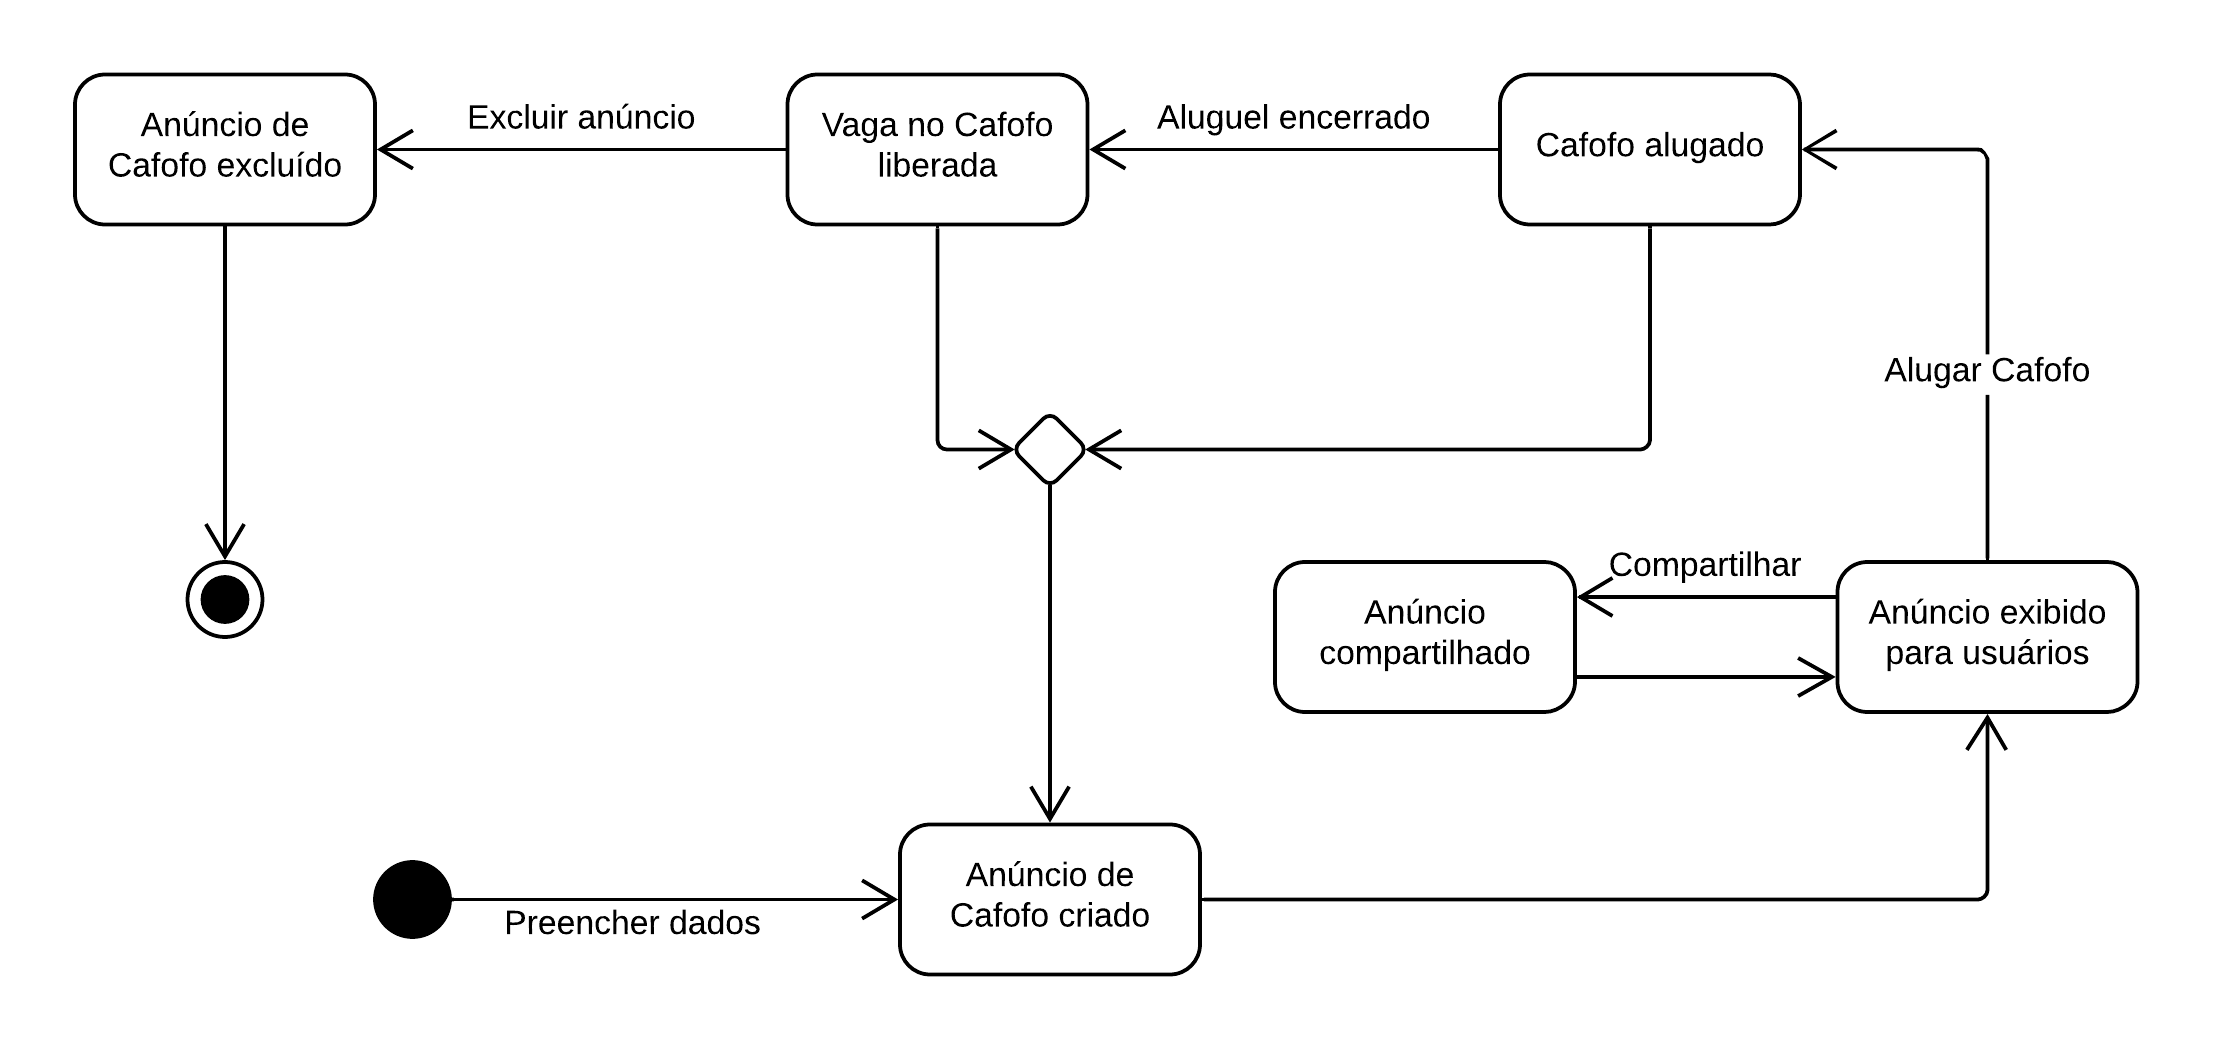 Anúncio de
Cafofo excluído
Excluir anúncio
Vaga no Cafofo
liberada
Aluguel encerrado
Cafofo alugado
Alugar Cafofo
Compartilhar
Anúncio
compartilhado
Anúncio exibido
para usuários
Anúncio de
Cafofo criado
Preencher dados